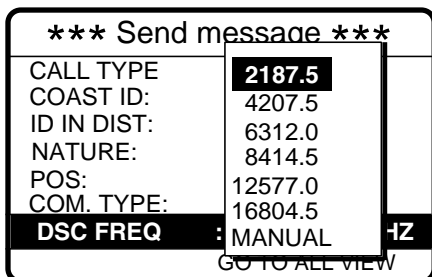 *** Send message ***
CALL TYPE
COAST ID:
ID IN DIST:
NATURE:
POS:
COM. TYPE:
DSC FREQ : HZ
2187.5
4207.5
6312.0
8414.5
12577.0
16804.5
MANUAL
GO TO ALL VIEW